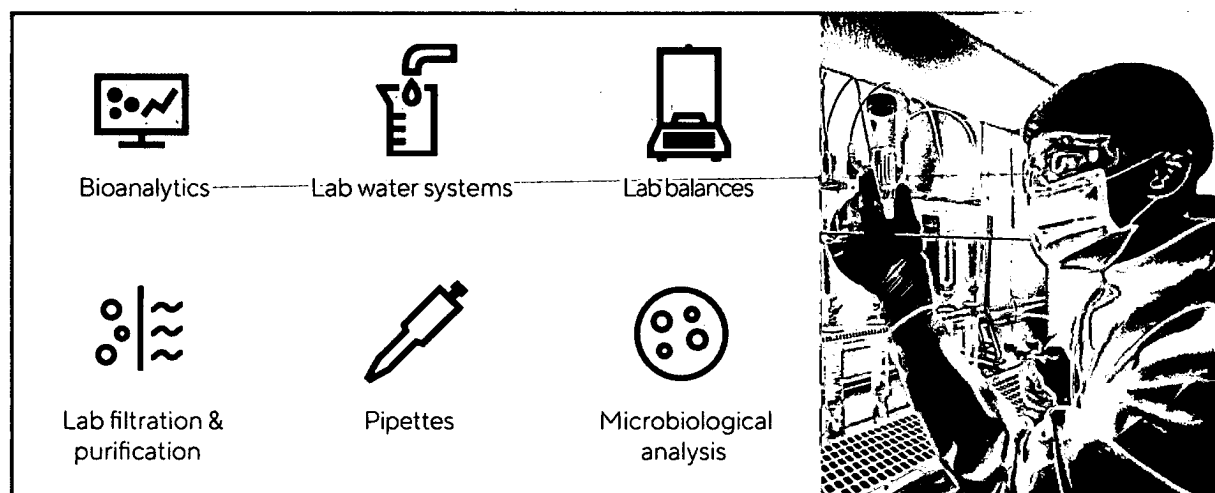 Bioanalytics
Lab water systems
Lab balances
Lab filtration &
purification
Pipettes
Microbiological
analysis